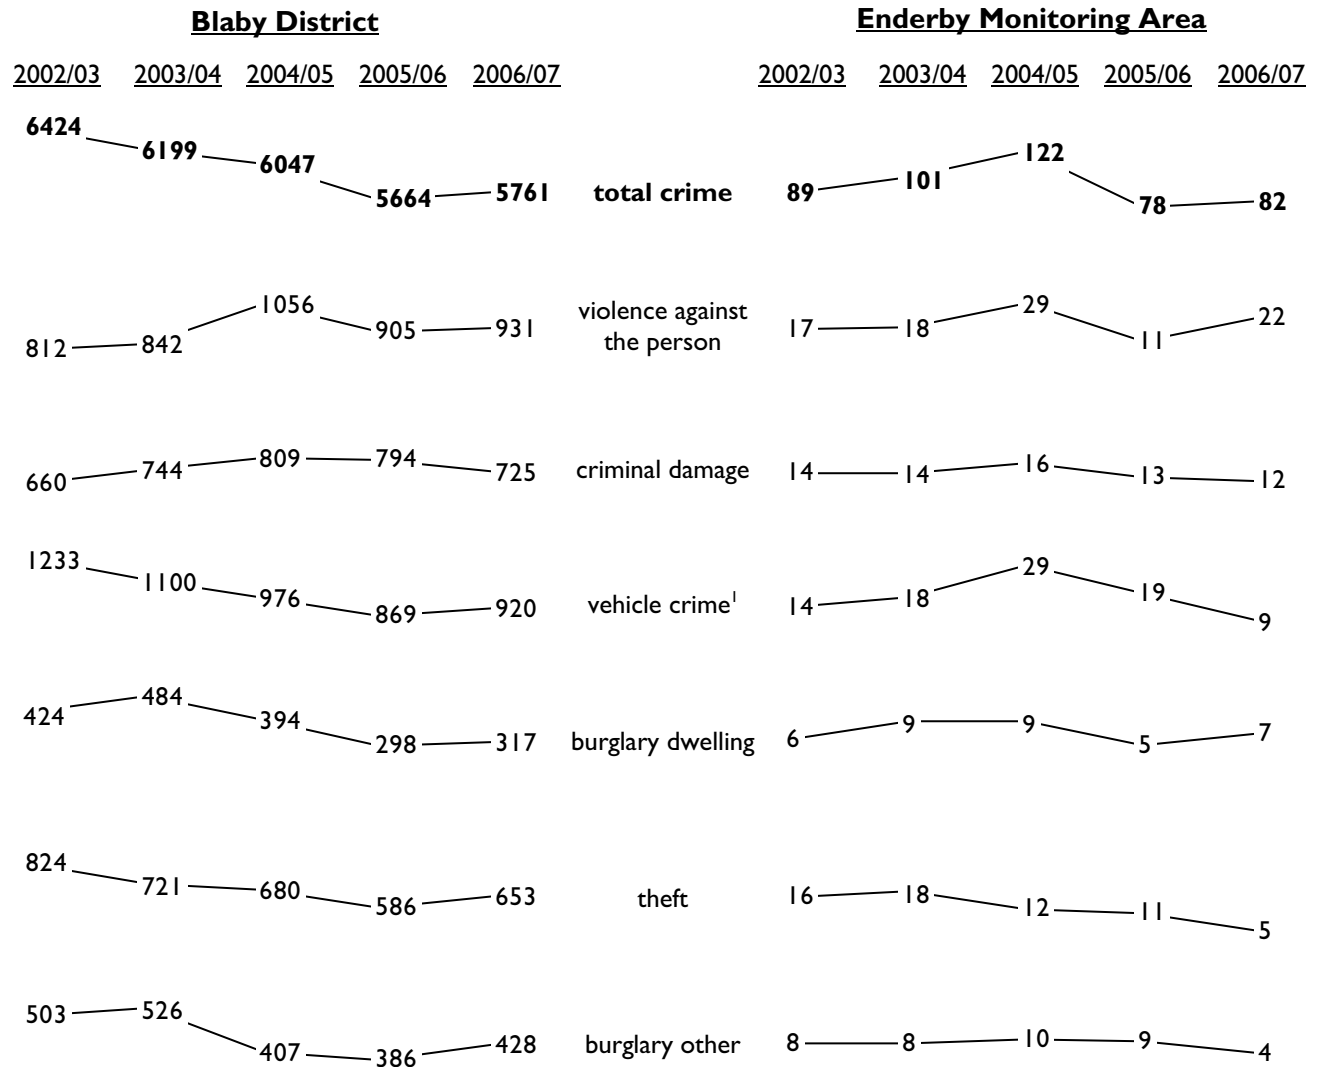 Blaby District Enderby Monitoring Area
2002/03 2003/04 2004/05 2005/06 2006/07 2002/03 2003/04 2004/05 2005/06 2006/07
6424 6199 6047 5664 5761 total crime 89 101 122 78 82
812 842 1056 905 931 violence against
the person 17 18 29 11 22
660 744 809 794 725 criminal damage 14 14 16 13 12
1233 1100 976 869 920 vehicle crime¹ 14 18 29 19 9
424 484 394 298 317 burglary dwelling 6 9 9 5 7
824 721 680 586 653 theft 16 18 12 11 5
503 526 407 386 428 burglary other 8 8 10 9 4